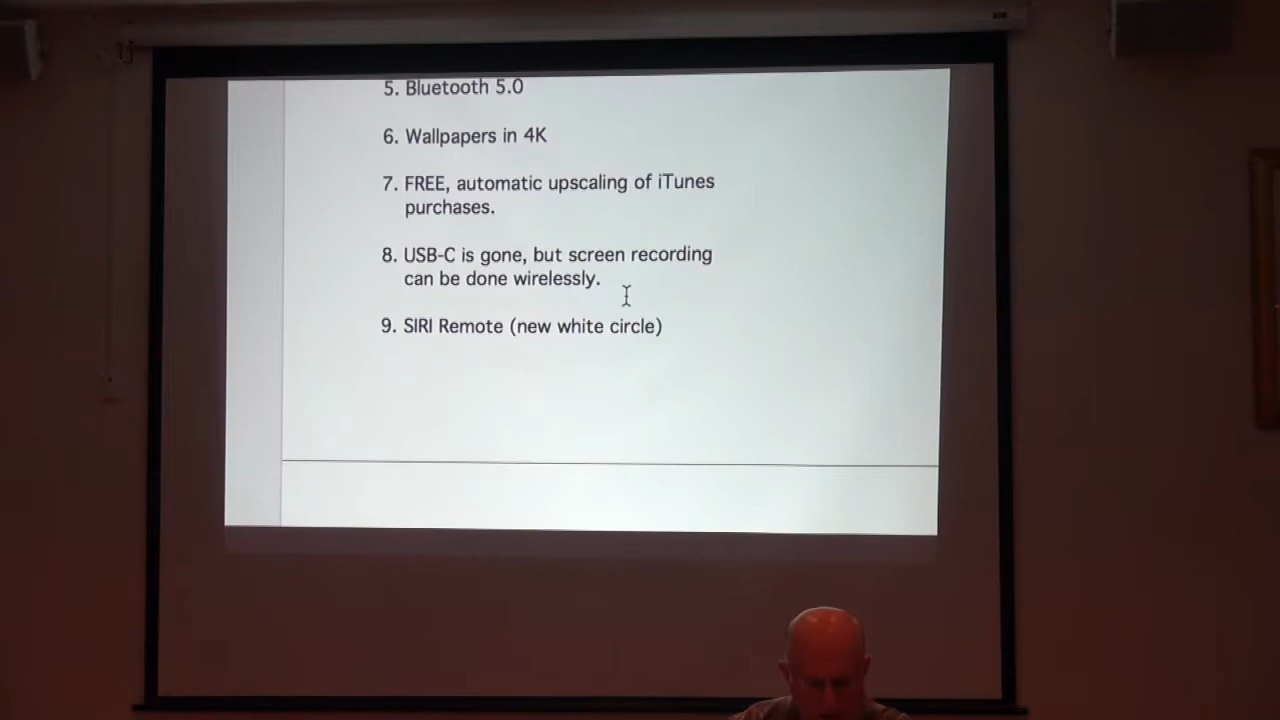 5. Bluetooth 5.0
6. Wallpapers in 4K
7. FREE, automatic upscaling of iTunes
purchases.
8. USB-C is gone, but screen recording
can be done wirelessly.
9. SIRI Remote (new white circle)